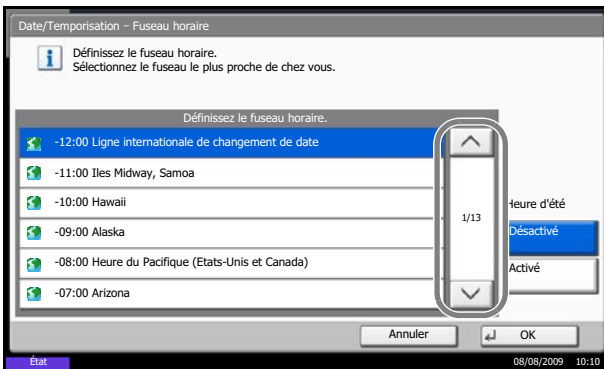 Date/Temporisation – Fuseau horaire
Définissez le fuseau horaire.
Sélectionnez le fuseau le plus proche de chez vous.
Définissez le fuseau horaire.
-12:00 Ligne internationale de changement de date
-11:00 Iles Midway, Samoa
-10:00 Hawaii
-09:00 Alaska
-08:00 Heure du Pacifique (Etats-Unis et Canada)
-07:00 Arizona
1/13
Heure d'été
Désactivé
Activé
Annuler
OK
État
08/08/2009 10:10